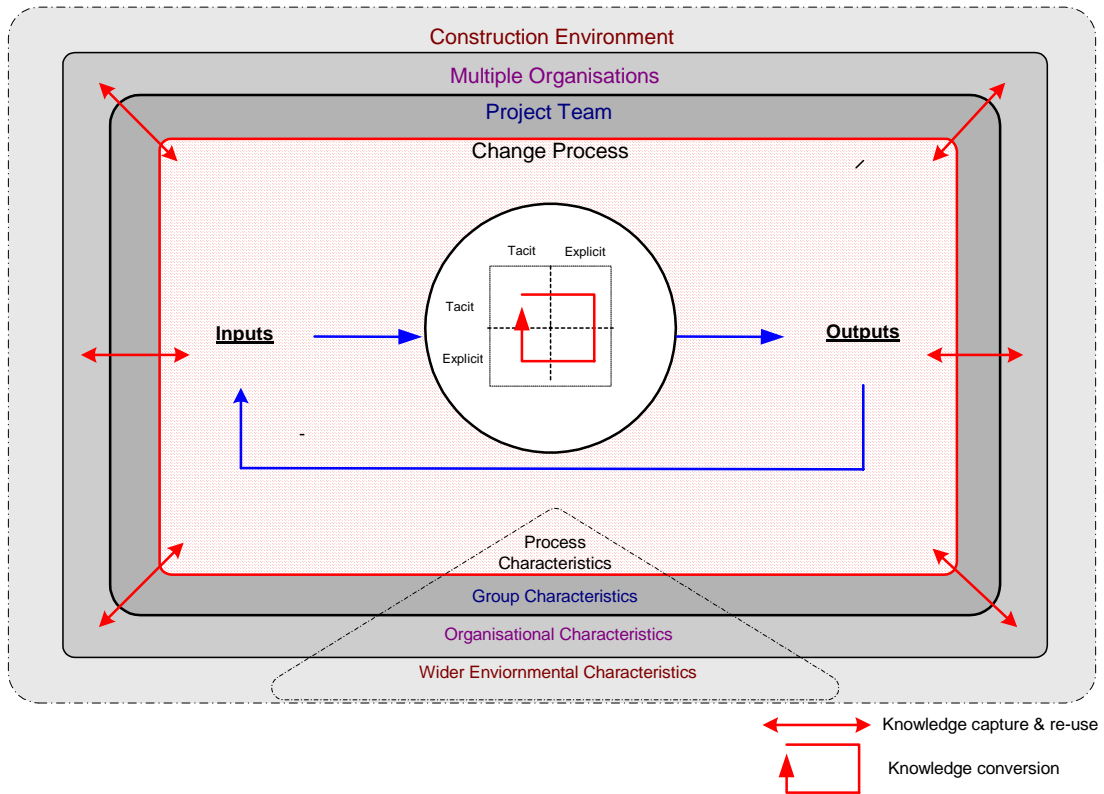 Construction Environment
Multiple Organisations
Project Team
Change Process
Tacit Explicit
Tacit
Explicit
Inputs
Outputs
Process
Characteristics
Group Characteristics
Organisational Characteristics
Wider Enviornmental Characteristics
Knowledge capture & re-use
Knowledge conversion